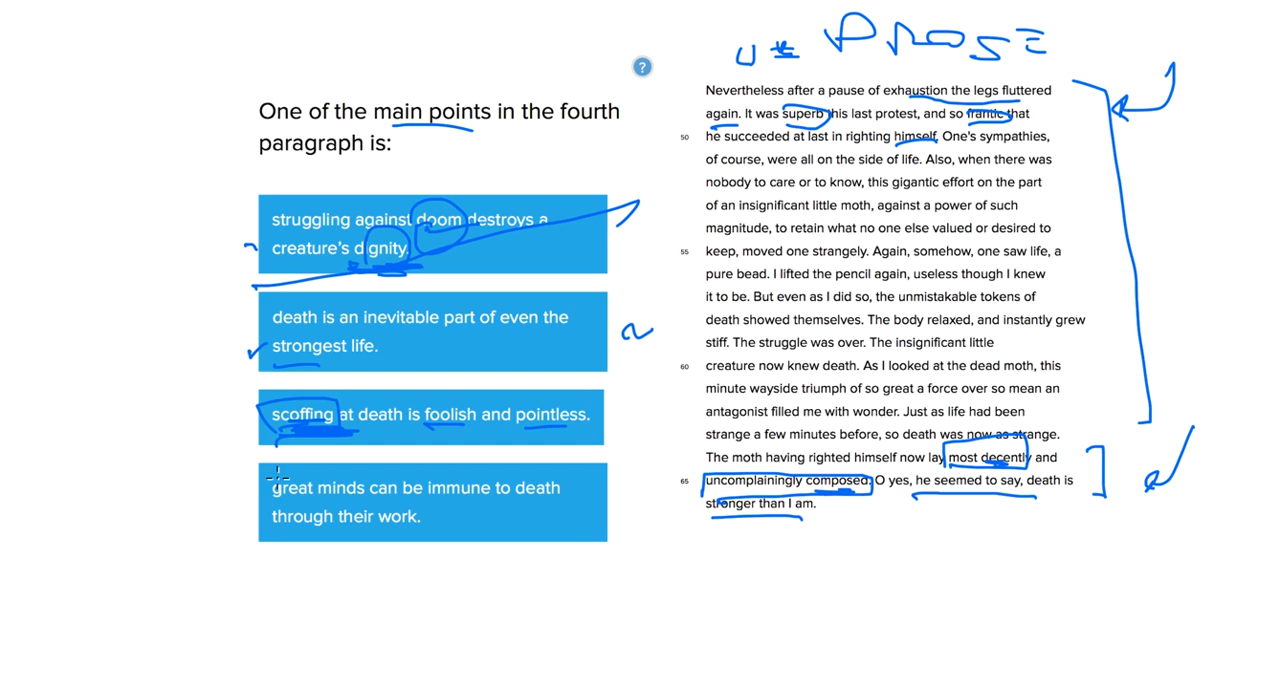 U * PROSE
?
One of the main points in the fourth
paragraph is:
struggling against doom destroys a
creature's dignity.
death is an inevitable part of even the
strongest life.
scoffing at death is foolish and pointless.
great minds can be immune to death
through their work.
Nevertheless after a pause of exhaustion the legs fluttered
again. It was superb this last protest, and so frantic that
50 he succeeded at last in righting himself. One's sympathies,
of course, were all on the side of life. Also, when there was
nobody to care or to know, this gigantic effort on the part
of an insignificant little moth, against a power of such
magnitude, to retain what no one else valued or desired to
55 keep, moved one strangely. Again, somehow, one saw life, a
pure bead. I lifted the pencil again, useless though I knew
it to be. But even as I did so, the unmistakable tokens of
death showed themselves. The body relaxed, and instantly grew
stiff. The struggle was over. The insignificant little
60 creature now knew death. As I looked at the dead moth, this
minute wayside triumph of so great a force over so mean an
antagonist filled me with wonder. Just as life had been
strange a few minutes before, so death was now as strange.
The moth having righted himself now lay most decently and
65 uncomplainingly composed. O yes, he seemed to say, death is
stronger than I am.